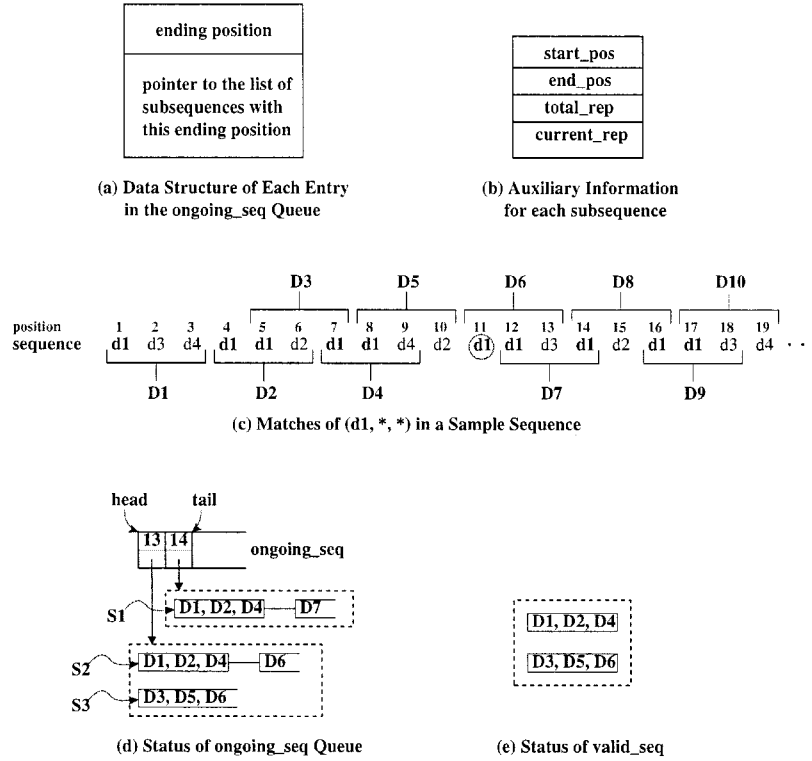 ending position
pointer to the list of
subsequences with
this ending position
(a) Data Structure of Each Entry
in the ongoing_seq Queue
start_pos
end_pos
total_rep
current_rep
(b) Auxiliary Information
for each subsequence
D3 D5 D6 D8 D10
position 1 2 3 4 5 6 7 8 9 10 11 12 13 14 15 16 17 18 19
sequence d1 d3 d4 d1 d1 d2 d1 d1 d4 d2 d1 d1 d3 d1 d2 d1 d1 d3 d4 . .
D1 D2 D4 D7 D9
(c) Matches of (d1, *, *) in a Sample Sequence
head tail
13 14
ongoing_seq
S1 D1, D2, D4 D7
S2 D1, D2, D4 D6
S3 D3, D5, D6
(d) Status of ongoing_seq Queue
D1, D2, D4
D3, D5, D6
(e) Status of valid_seq